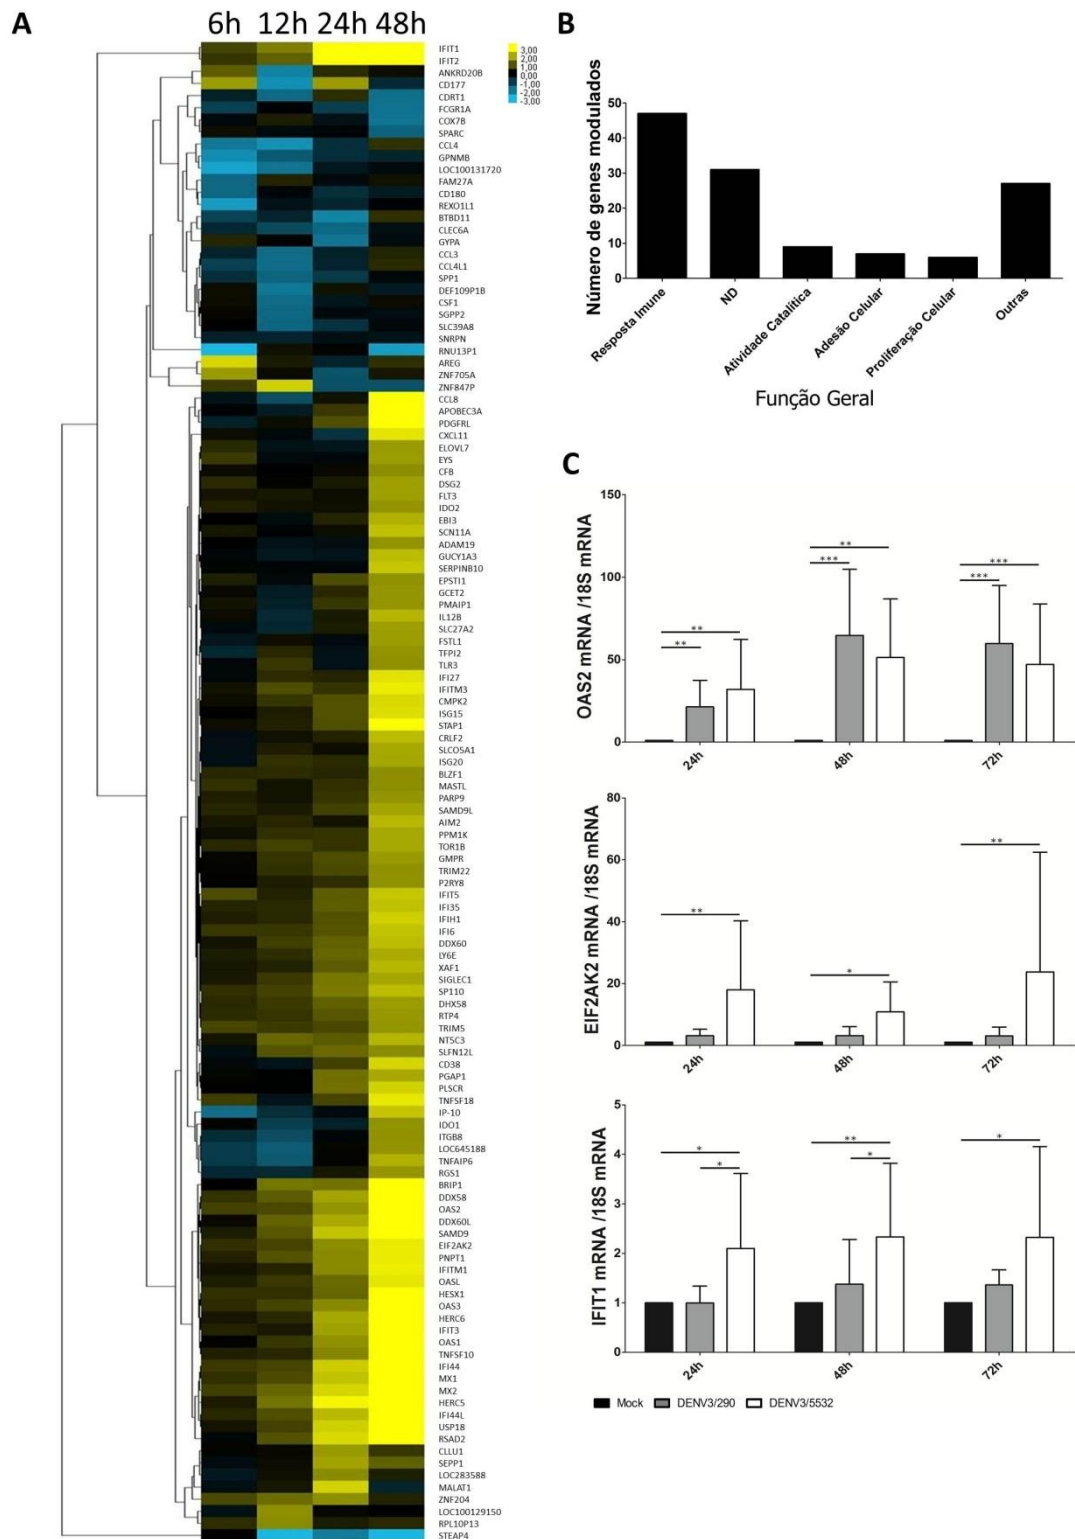 A
6h 12h 24h 48h
3,00
2,00
1,00
0,00
-1,00
-2,00
-3,00
IFIT1
IFIT2
ANKRD20B
CD177
CDRT1
FCGR1A
COX7B
SPARC
CCL4
GPNMB
LOC100131720
FAM27A
CD180
REXO1L1
BTBD11
CLEC6A
GYPA
CCL3
CCL4L1
SPP1
DEF109P1B
CSF1
SGPP2
SLC39A8
SNRPN
RNU13P1
AREG
ZNF705A
ZNF847P
CCL8
APOBEC3A
PDGFRL
CXCL11
ELOVL7
EYS
CFB
DSG2
FLT3
IDO2
EBI3
SCN11A
ADAM19
GUCY1A3
SERPINB10
EPSTI1
GCET2
PMAIP1
IL12B
SLC27A2
FSTL1
TFPI2
TLR3
IFI27
IFITM3
CMPK2
ISG15
STAP1
CRLF2
SLCO5A1
ISG20
BLZF1
MASTL
PARP9
SAMD9L
AIM2
PPM1K
TOR1B
GMPR
TRIM22
P2RY8
IFIT5
IFI35
IFIH1
IFI6
DDX60
LY6E
XAF1
SIGLEC1
SP110
DHX58
RTP4
TRIM5
NT5C3
SLFN12L
CD38
PGAP1
PLSCR
TNFSF18
IP-10
IDO1
ITGB8
LOC645188
TNFAIP6
RGS1
BRIP1
DDX58
OAS2
DDX60L
SAMD9
EIF2AK2
PNPT1
IFITM1
OASL
HESX1
OAS3
HERC6
IFIT3
OAS1
TNFSF10
IFI44
MX1
MX2
HERC5
IFI44L
USP18
RSAD2
CLLU1
SEPP1
LOC283588
MALAT1
ZNF204
LOC100129150
RPL10P13
STEAP4
B
Número de genes modulados
50
40
30
20
10
0
Resposta Imune
ND
Atividade Catalítica
Adesão Celular
Proliferação Celular
Outras
Função Geral
C
OAS2 mRNA /18S mRNA
150
100
50
0
** ** *** ** *** ***
24h 48h 72h
EIF2AK2 mRNA /18S mRNA
80
60
40
20
0
** * **
24h 48h 72h
IFIT1 mRNA /18S mRNA
5
4
3
2
1
0
* * ** * *
24h 48h 72h
Mock DENV3/290 DENV3/5532